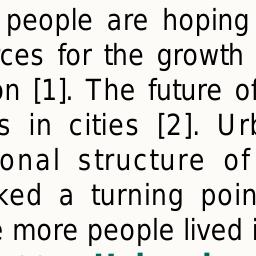 people are hoping
rces for the growth
on [1]. The future of
s in cities [2]. Urb
onal structure of
ked a turning poin
e more people lived i